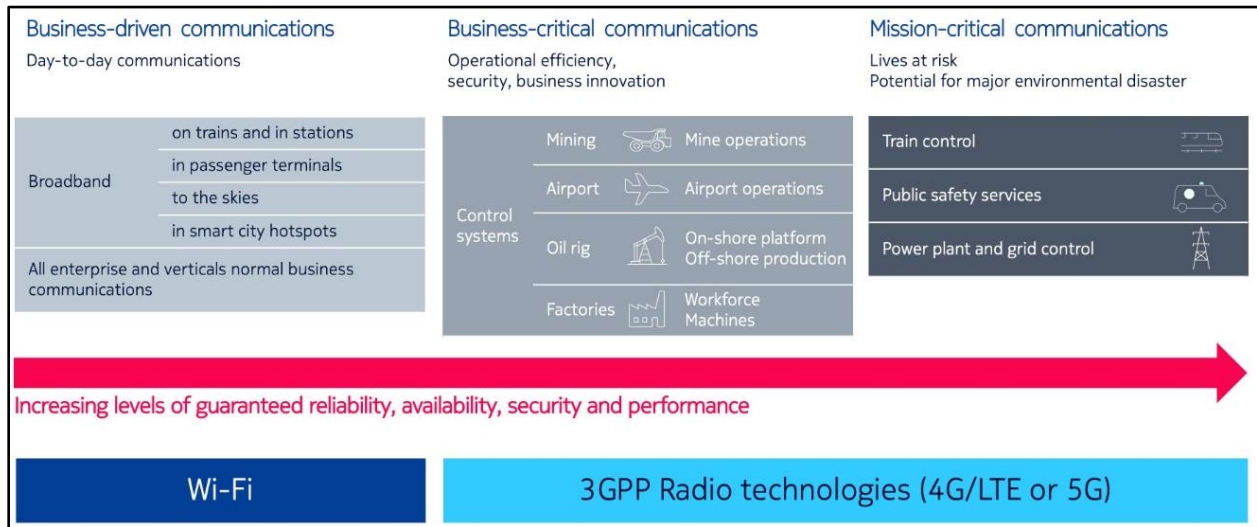 Business-driven communications
Day-to-day communications
Broadband
on trains and in stations
in passenger terminals
to the skies
in smart city hotspots
All enterprise and verticals normal business
communications
Business-critical communications
Operational efficiency,
security, business innovation
Control
systems
Mining
Mine operations
Airport
Airport operations
Oil rig
On-shore platform
Off-shore production
Factories
Workforce
Machines
Mission-critical communications
Lives at risk
Potential for major environmental disaster
Train control
Public safety services
Power plant and grid control
Increasing levels of guaranteed reliability, availability, security and performance
Wi-Fi
3GPP Radio technologies (4G/LTE or 5G)